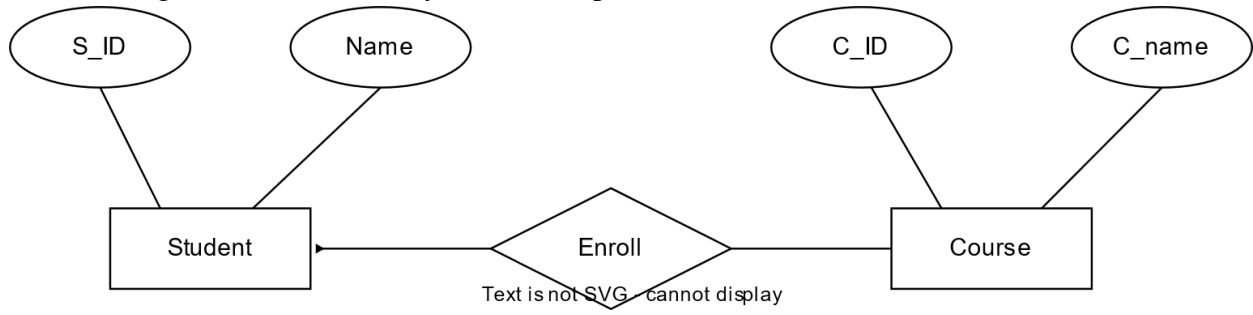 S_ID
Name
C_ID
C_name
Student
Enroll
Course
Text is not SVG - cannot display